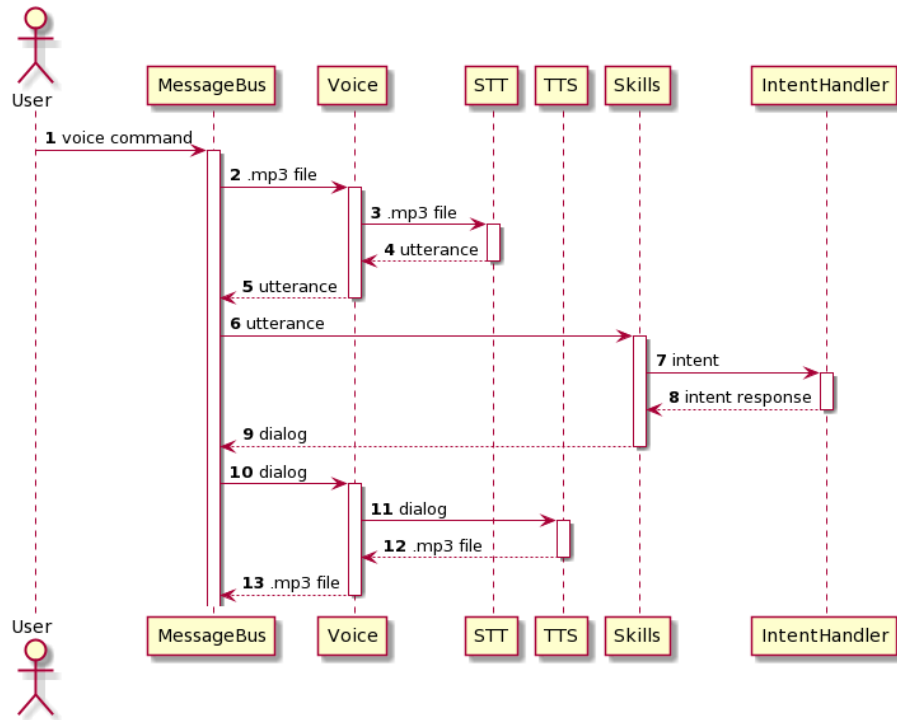 User
MessageBus
Voice
STT
TTS
Skills
IntentHandler
1 voice command
2 .mp3 file
3 .mp3 file
4 utterance
5 utterance
6 utterance
7 intent
8 intent response
9 dialog
10 dialog
11 dialog
12 .mp3 file
13 .mp3 file
User
MessageBus
Voice
STT
TTS
Skills
IntentHandler